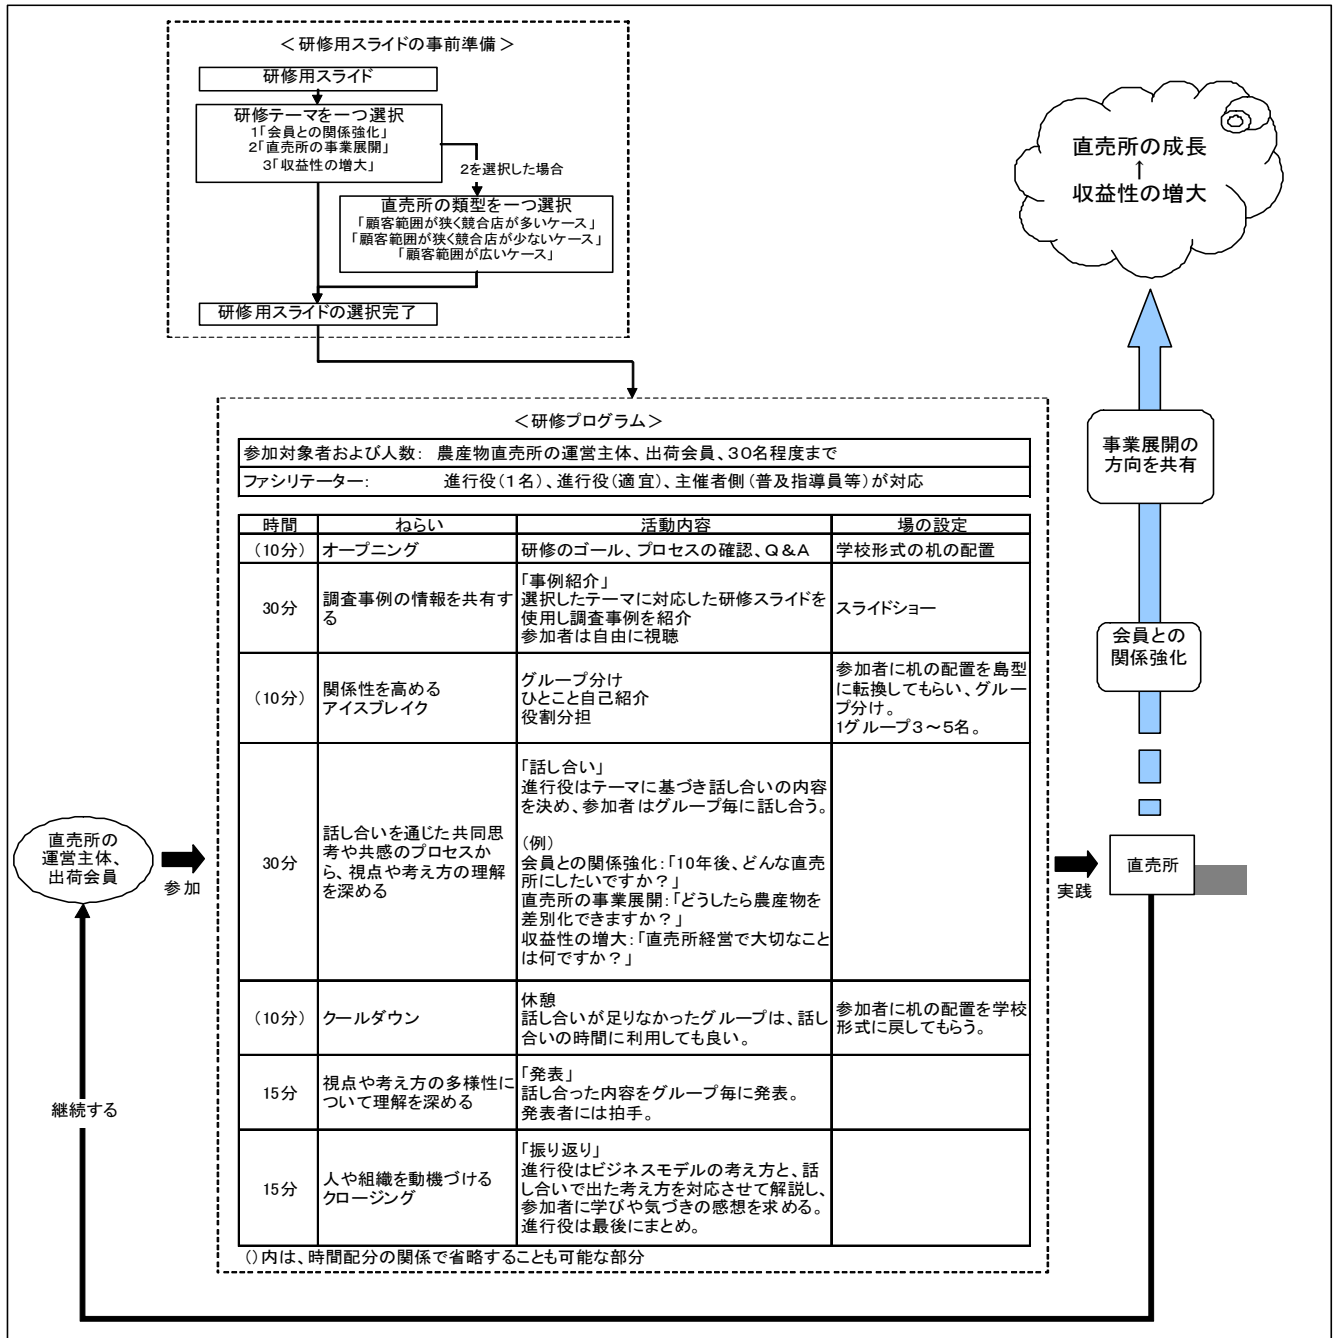 ＜研修用スライドの事前準備＞
研修用スライド
研修テーマを一つ選択
1「会員との関係強化」
2「直売所の事業展開」
3「収益性の増大」
2を選択した場合
直売所の類型を一つ選択
「顧客範囲が狭く競合店が多いケース」
「顧客範囲が狭く競合店が少ないケース」
「顧客範囲が広いケース」
研修用スライドの選択完了
＜研修プログラム＞
参加対象者および人数： 農産物直売所の運営主体、出荷会員、30名程度まで
ファシリテーター： 進行役（1名）、進行役（適宜）、主催者側（普及指導員等）が対応
時間 ねらい 活動内容 場の設定
（10分） オープニング 研修のゴール、プロセスの確認、Q＆A 学校形式の机の配置
30分
調査事例の情報を共有す
る
「事例紹介」
選択したテーマに対応した研修スライドを
使用し調査事例を紹介
参加者は自由に視聴
スライドショー
（10分）
関係性を高める
アイスブレイク
グループ分け
ひとこと自己紹介
役割分担
参加者に机の配置を島型
に転換してもらい、グルー
プ分け。
1グループ3～5名。
30分
話し合いを通じた共同思
考や共感のプロセスか
ら、視点や考え方の理解
を深める
「話し合い」
進行役はテーマに基づき話し合いの内容
を決め、参加者はグループ毎に話し合う。
（例）
会員との関係強化：「10年後、どんな直売
所にしたいですか？」
直売所の事業展開：「どうしたら農産物を
差別化できますか？」
収益性の増大：「直売所経営で大切なこと
は何ですか？」
（10分）
クールダウン
休憩
話し合いが足りなかったグループは、話し
合いの時間に利用しても良い。
参加者に机の配置を学校
形式に戻してもらう。
15分
視点や考え方の多様性に
ついて理解を深める
「発表」
話し合った内容をグループ毎に発表。
発表者には拍手。
15分
人や組織を動機づける
クロージング
「振り返り」
進行役はビジネスモデルの考え方と、話
し合いで出た考え方を対応させて解説し、
参加者に学びや気づきの感想を求める。
進行役は最後にまとめ。
（）内は、時間配分の関係で省略することも可能な部分
直売所の
運営主体、
出荷会員
参加
継続する
実践
直売所
会員との
関係強化
事業展開の
方向を共有
直売所の成長
↑
収益性の増大